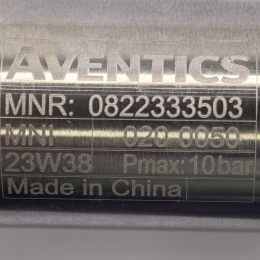 AVENTICS
MNR: 0822333503
MNI 020 0050
23W38 Pmax: 10bar
Made in China